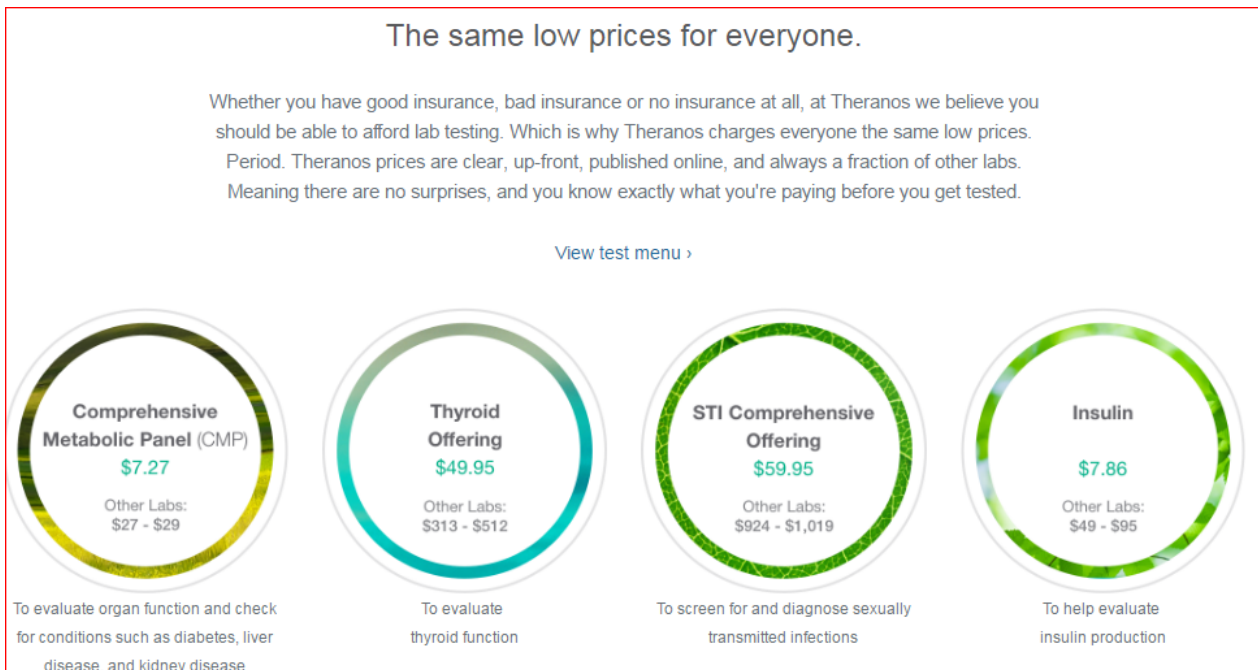 The same low prices for everyone.
Whether you have good insurance, bad insurance or no insurance at all, at Theranos we believe you
should be able to afford lab testing. Which is why Theranos charges everyone the same low prices.
Period. Theranos prices are clear, up-front, published online, and always a fraction of other labs.
Meaning there are no surprises, and you know exactly what you're paying before you get tested.
View test menu ›
Comprehensive
Metabolic Panel (CMP)
$7.27
Other Labs:
$27 - $29
To evaluate organ function and check
for conditions such as diabetes, liver
disease, and kidney disease
Thyroid
Offering
$49.95
Other Labs:
$313 - $512
To evaluate
thyroid function
STI Comprehensive
Offering
$59.95
Other Labs:
$924 - $1,019
To screen for and diagnose sexually
transmitted infections
Insulin
$7.86
Other Labs:
$49 - $95
To help evaluate
insulin production